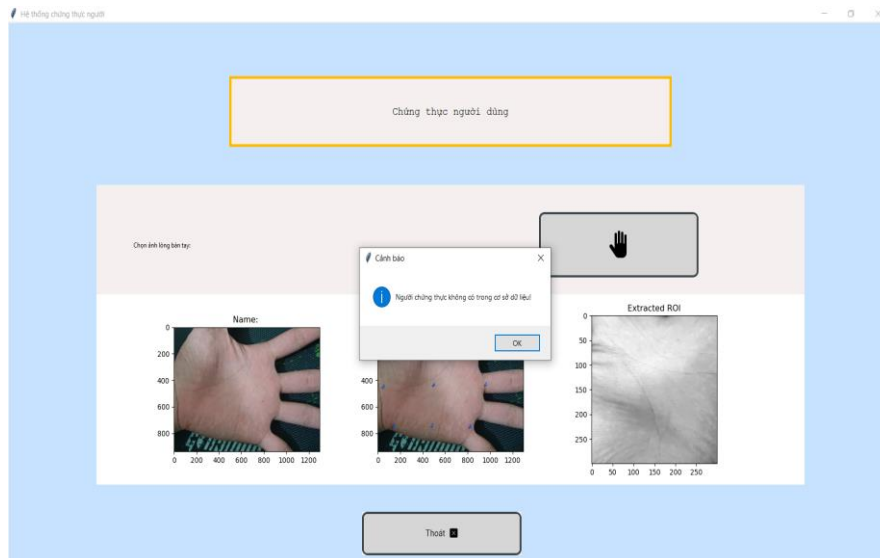 Hệ thống chứng thực người
Chứng thực người dùng
Chọn ảnh lòng bàn tay:
Cảnh báo
Người chứng thực không có trong cơ sở dữ liệu!
OK
Name:
0
200
400
600
800
0 200 400 600 800 1000 1200
400
600
800
0 200 400 600 800 1000 1200
Extracted ROI
0
50
100
150
200
250
0 50 100 150 200 250
Thoát